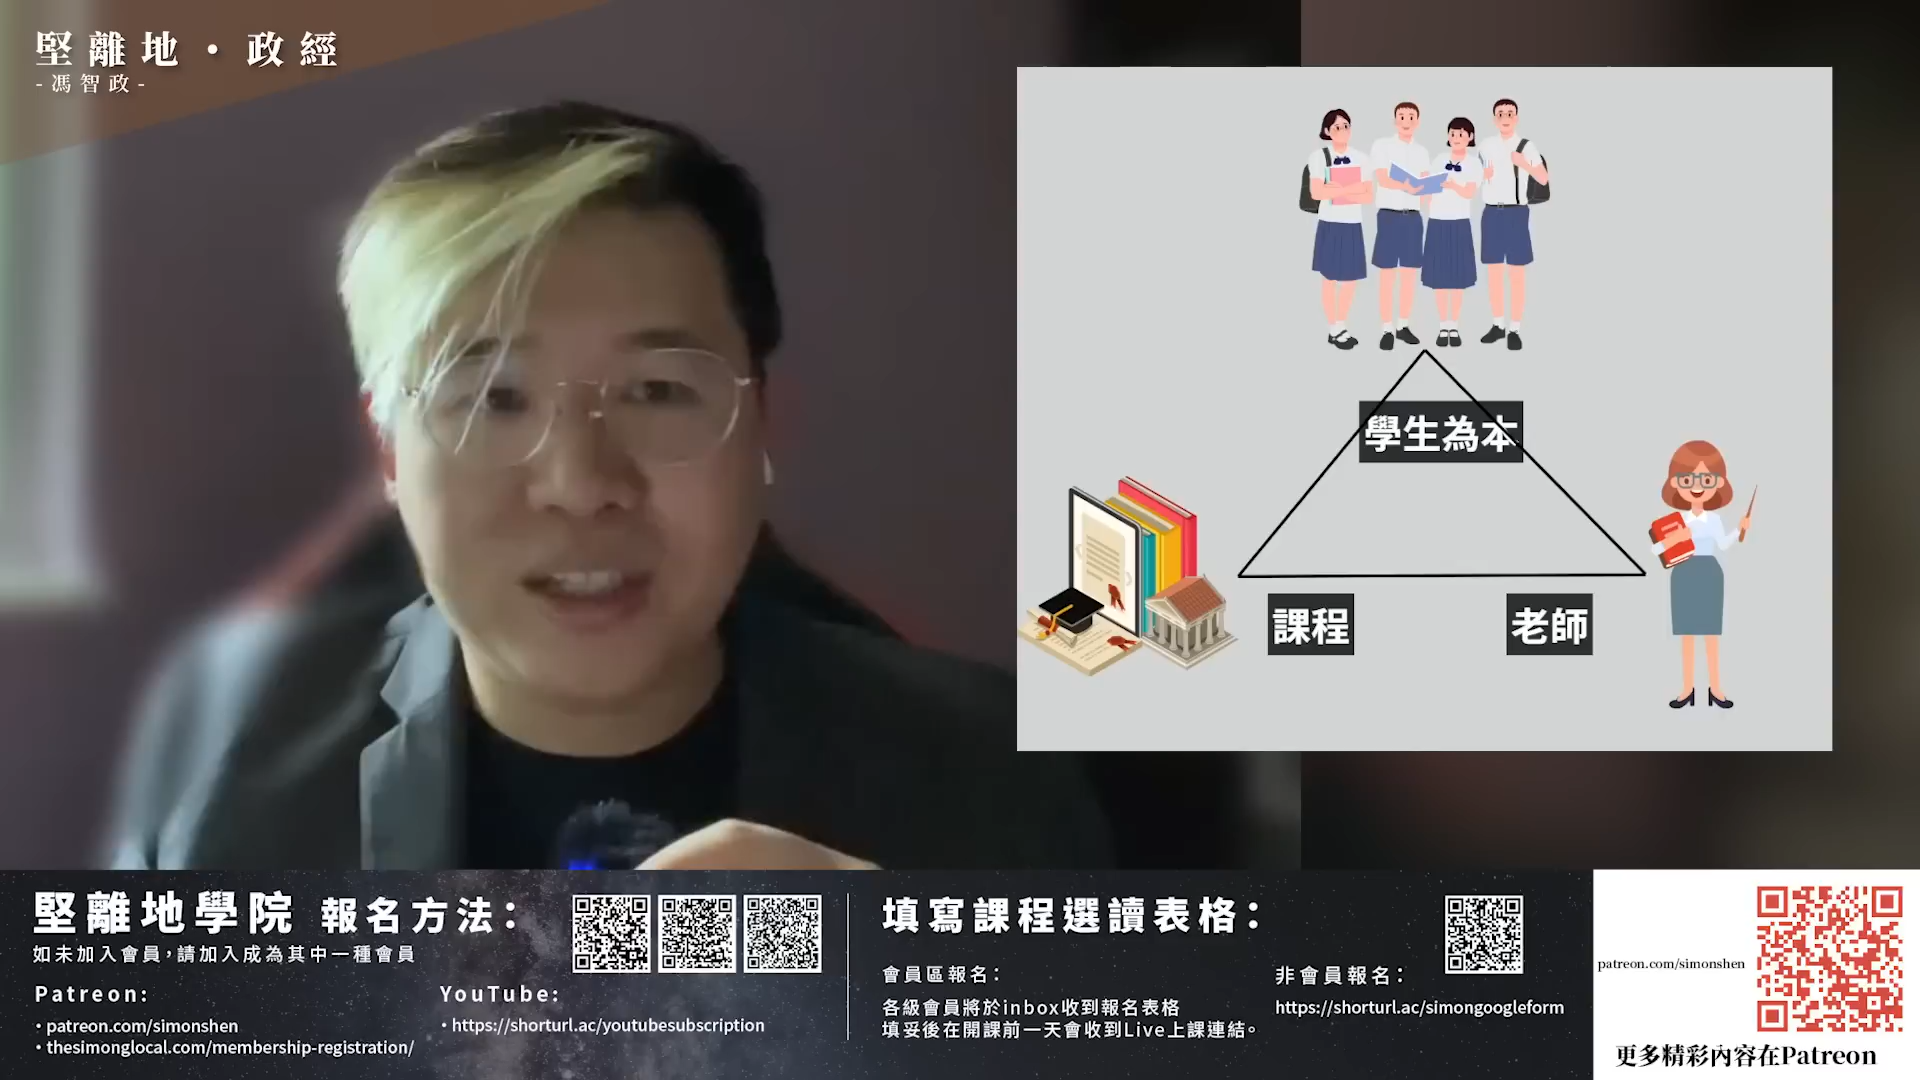 堅離地・政經
-馮智政-
學生為本
課程
老師
堅離地學院 報名方法：
如未加入會員，請加入成為其中一種會員
Patreon:
・patreon.com/simonshen
・thesimonglocal.com/membership-registration/
YouTube:
・https://shorturl.ac/youtubesubscription
填寫課程選讀表格：
會員區報名：
各級會員將於inbox收到報名表格
填妥後在開課前一天會收到Live上課連結。
非會員報名：
https://shorturl.ac/simongoogleform
patreon.com/simonshen
更多精彩內容在Patreon